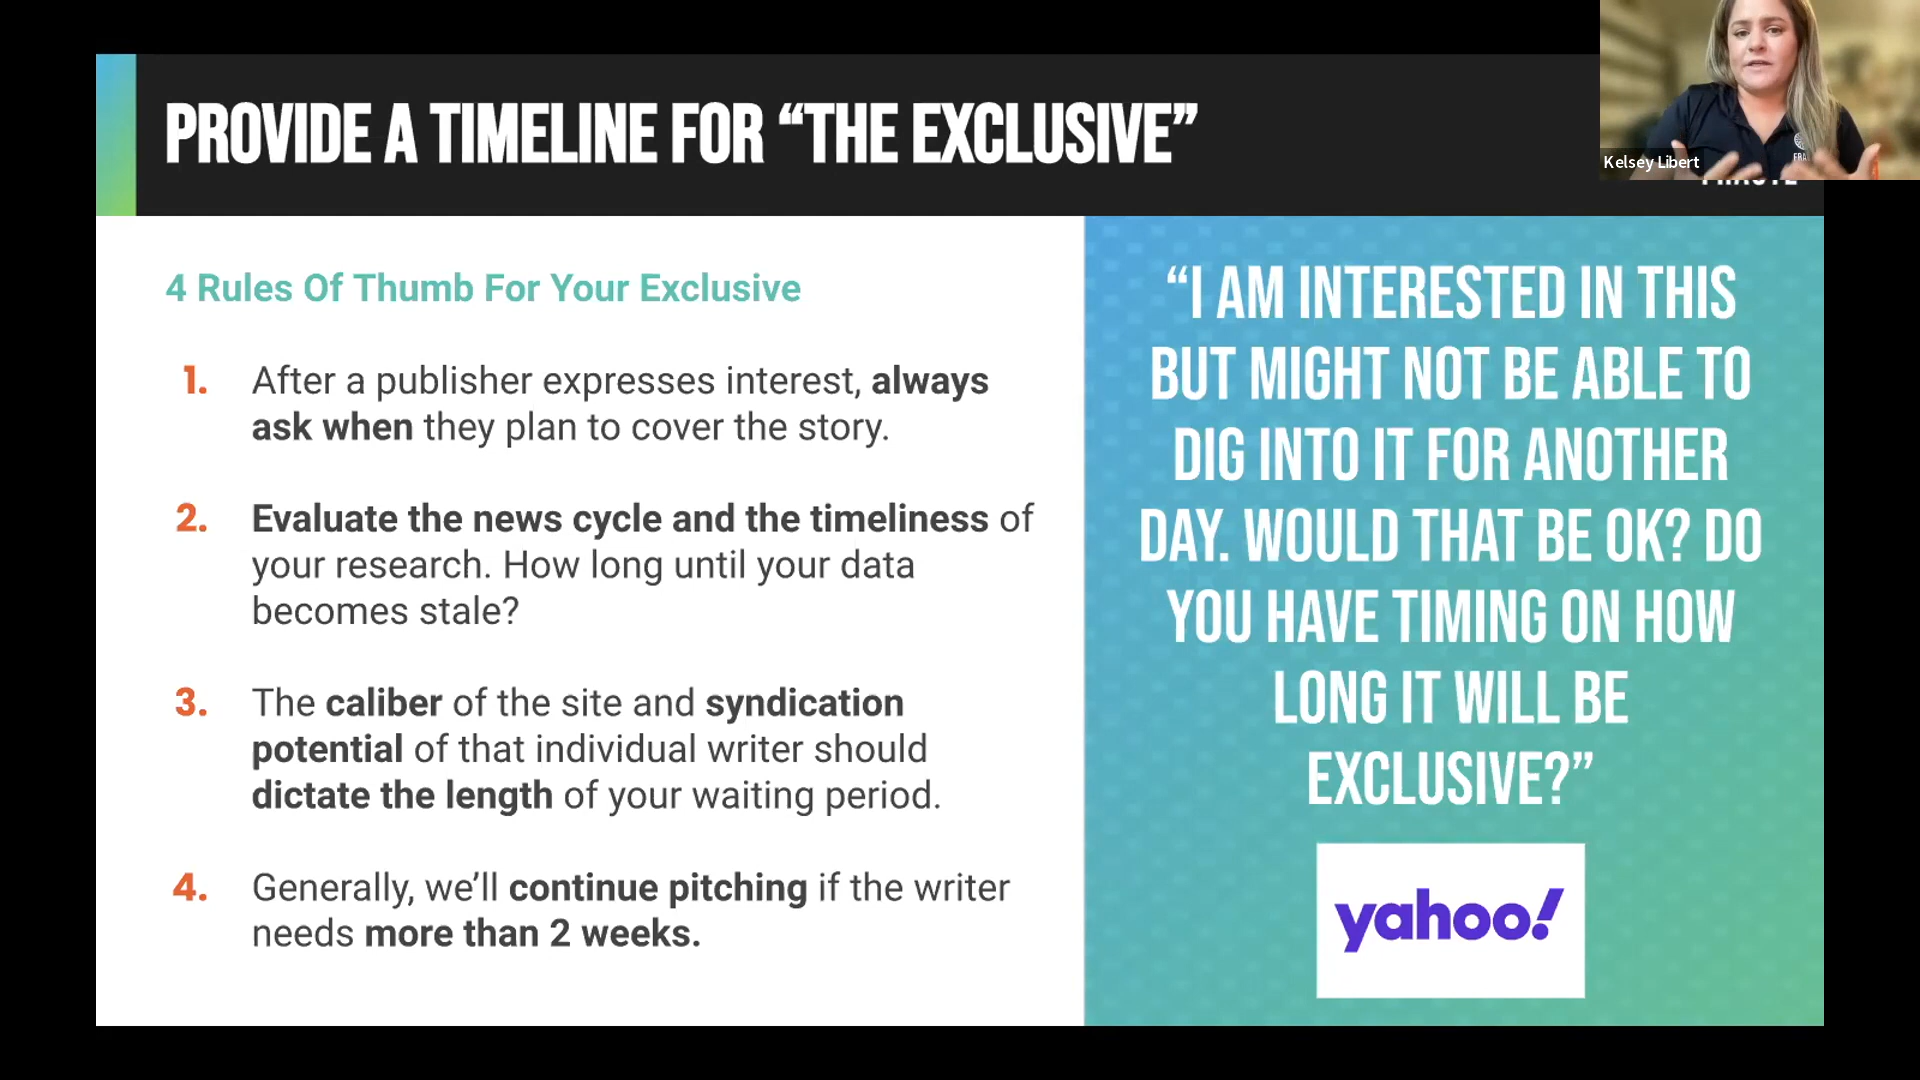 PROVIDE A TIMELINE FOR “THE EXCLUSIVE”
Kelsey Libert
4 Rules Of Thumb For Your Exclusive
1. After a publisher expresses interest, always
ask when they plan to cover the story.
2. Evaluate the news cycle and the timeliness of
your research. How long until your data
becomes stale?
3. The caliber of the site and syndication
potential of that individual writer should
dictate the length of your waiting period.
4. Generally, we’ll continue pitching if the writer
needs more than 2 weeks.
“I AM INTERESTED IN THIS
BUT MIGHT NOT BE ABLE TO
DIG INTO IT FOR ANOTHER
DAY. WOULD THAT BE OK? DO
YOU HAVE TIMING ON HOW
LONG IT WILL BE
EXCLUSIVE?”
yahoo!